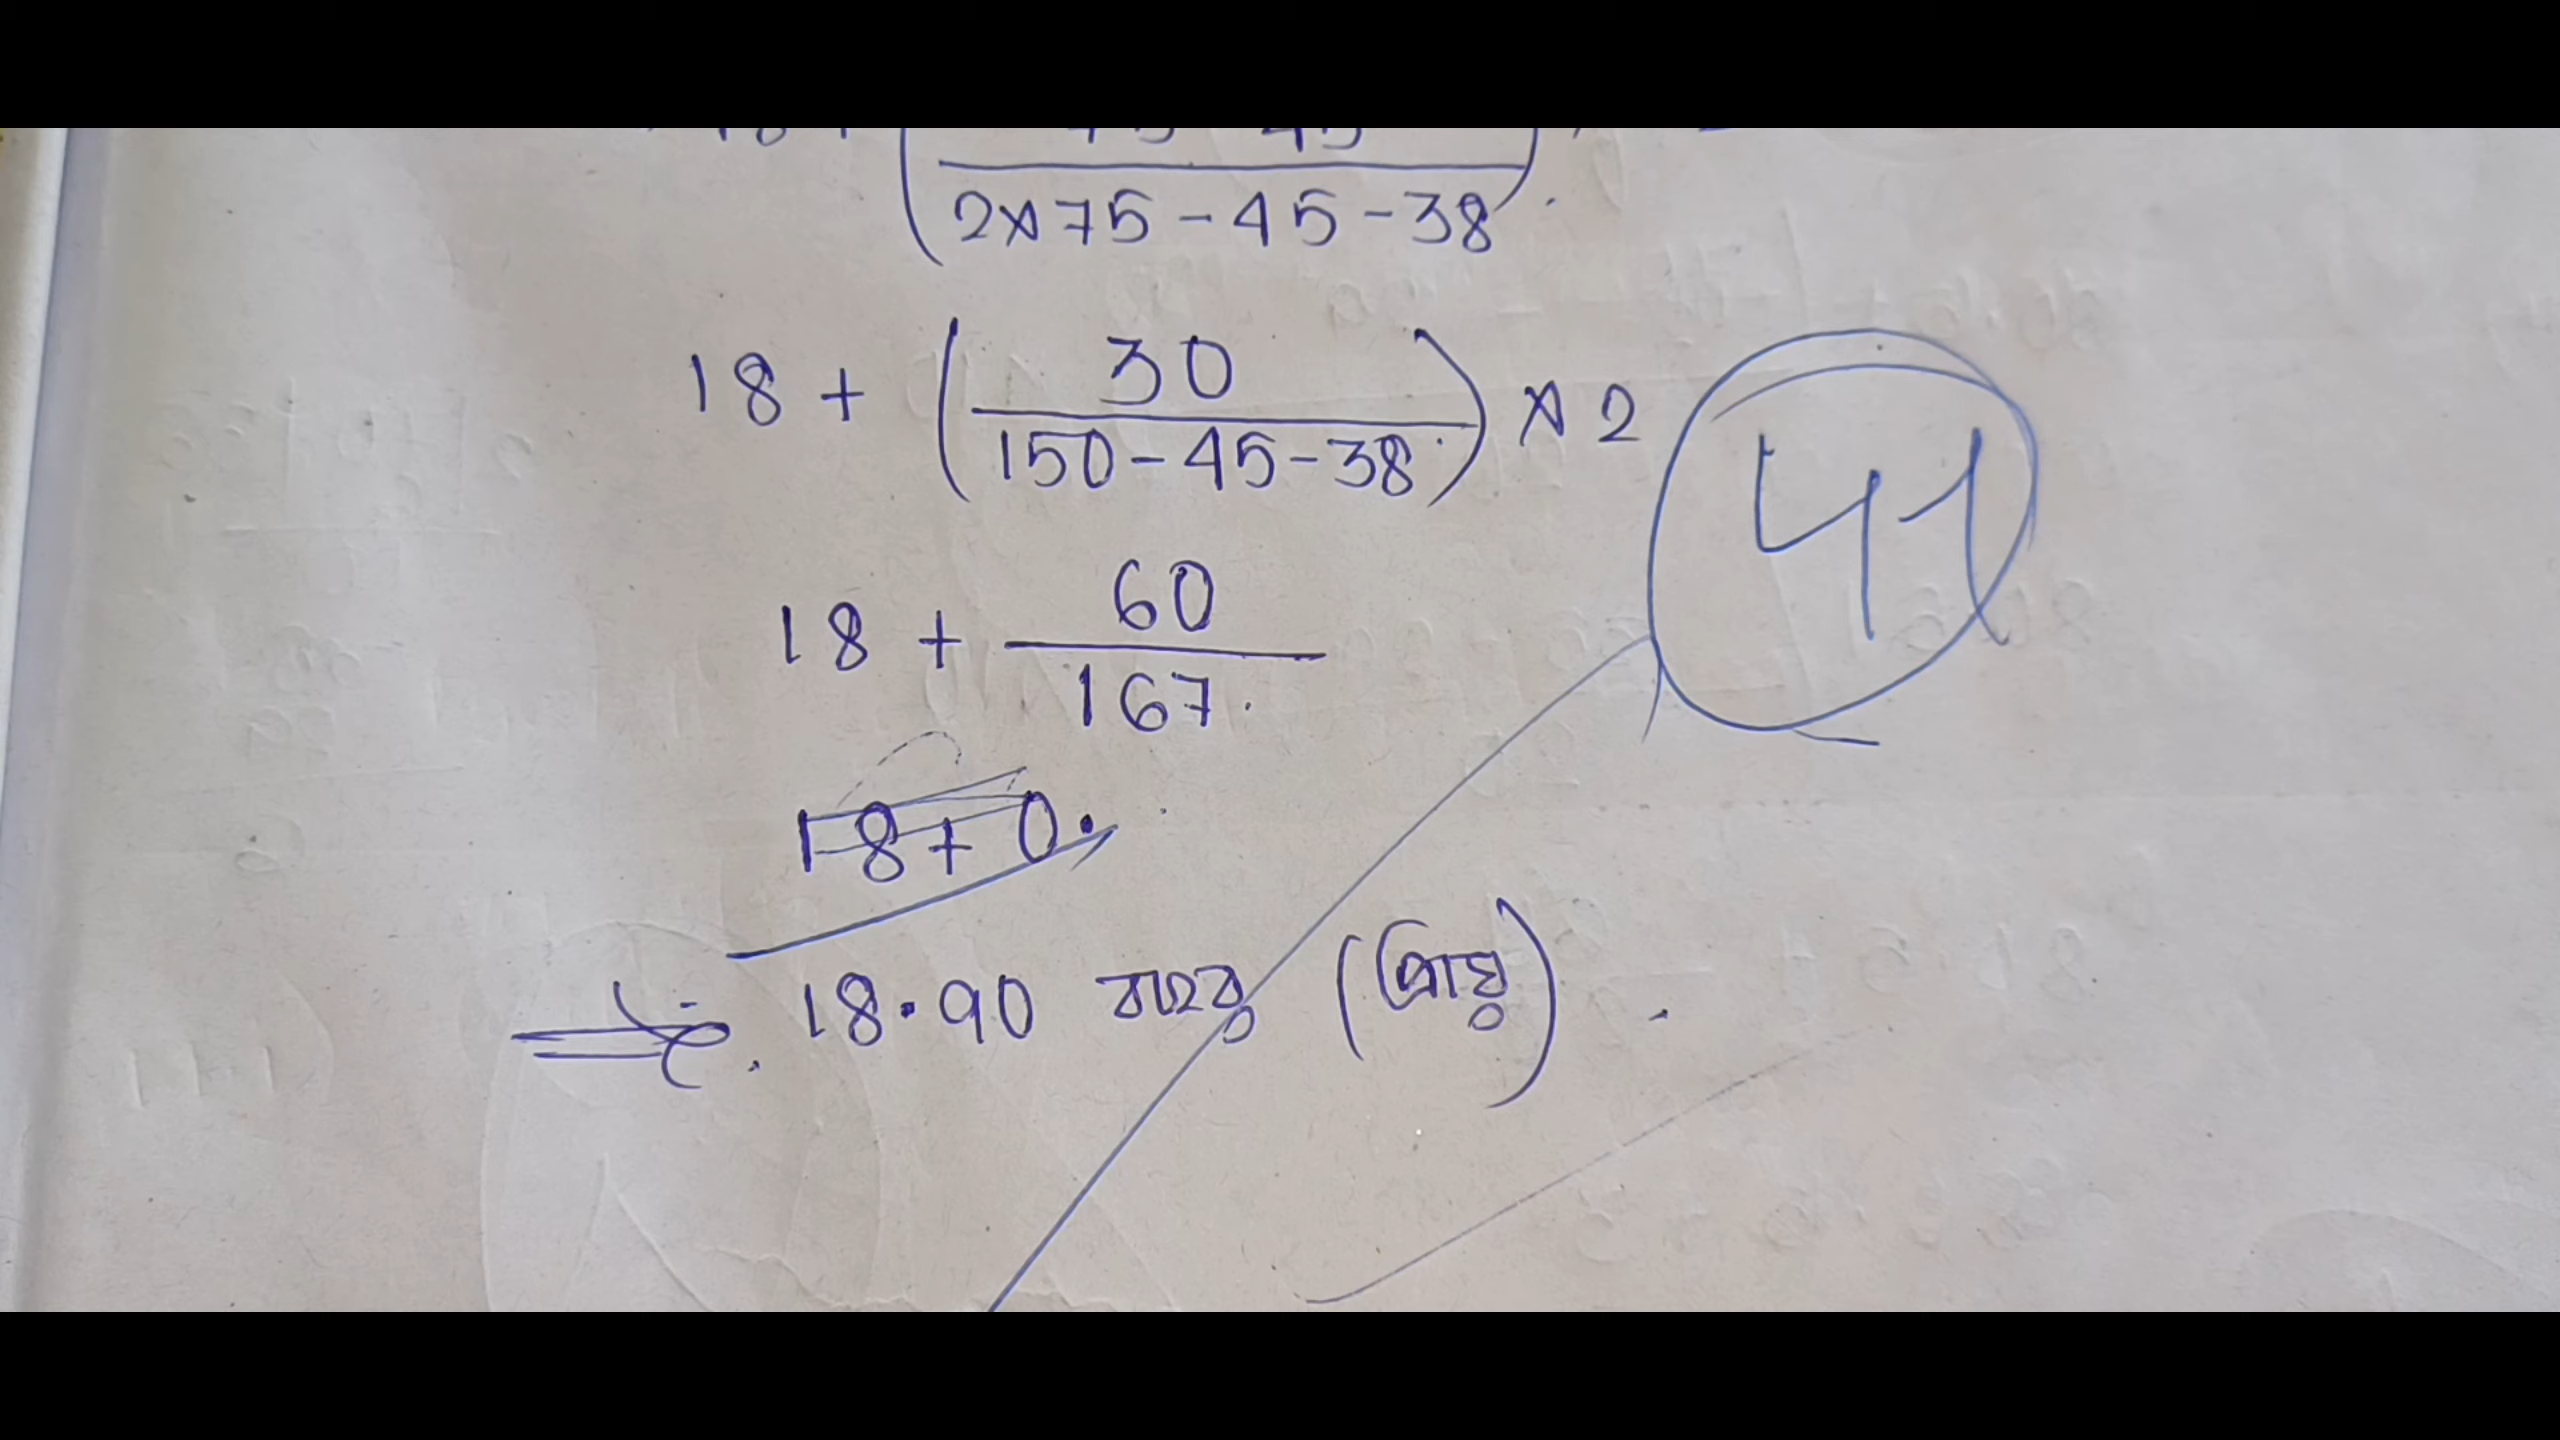 2×75-45-38
18 + (30 / 150-45-38) × 2
41
18 + 60 / 167.
18+0.
18.90 বছর (প্রায়).